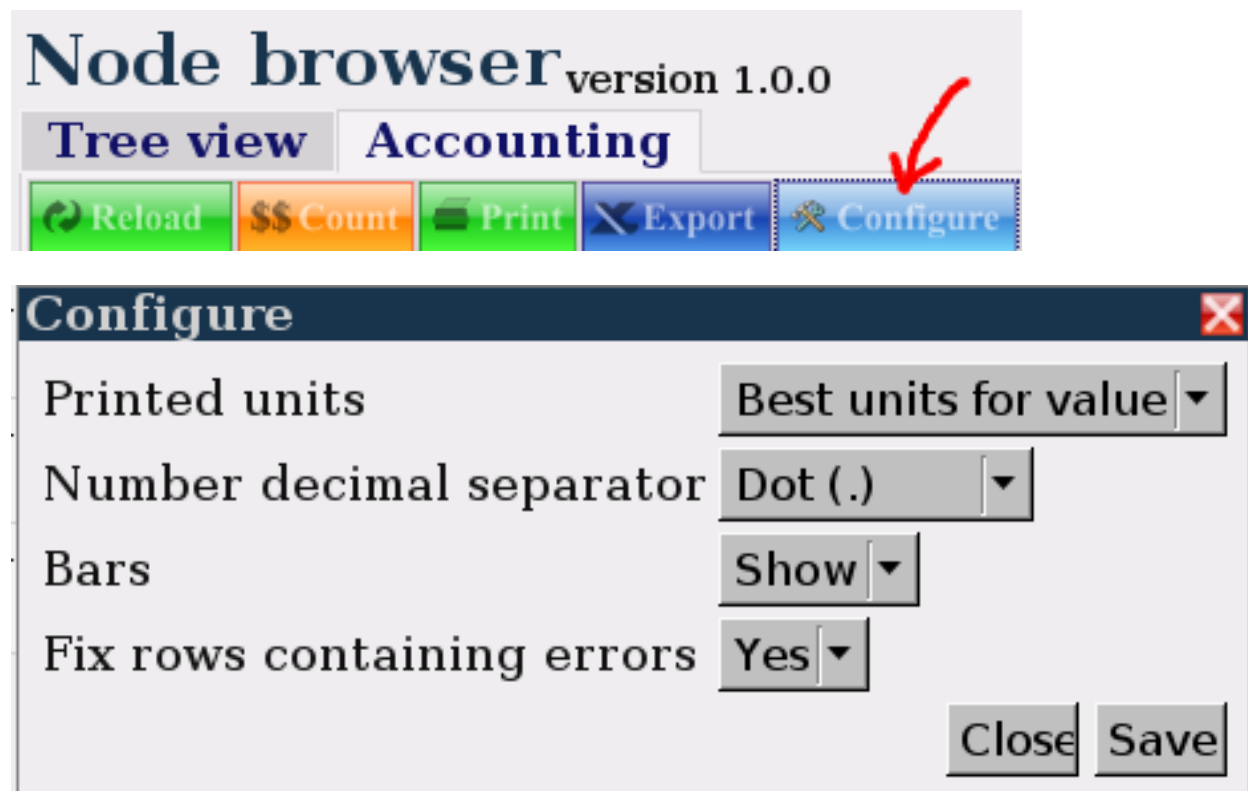 Node browser version 1.0.0
Tree view Accounting
Reload $$ Count Print Export Configure
Configure
Printed units Best units for value
Number decimal separator Dot (.)
Bars Show
Fix rows containing errors Yes
Close Save